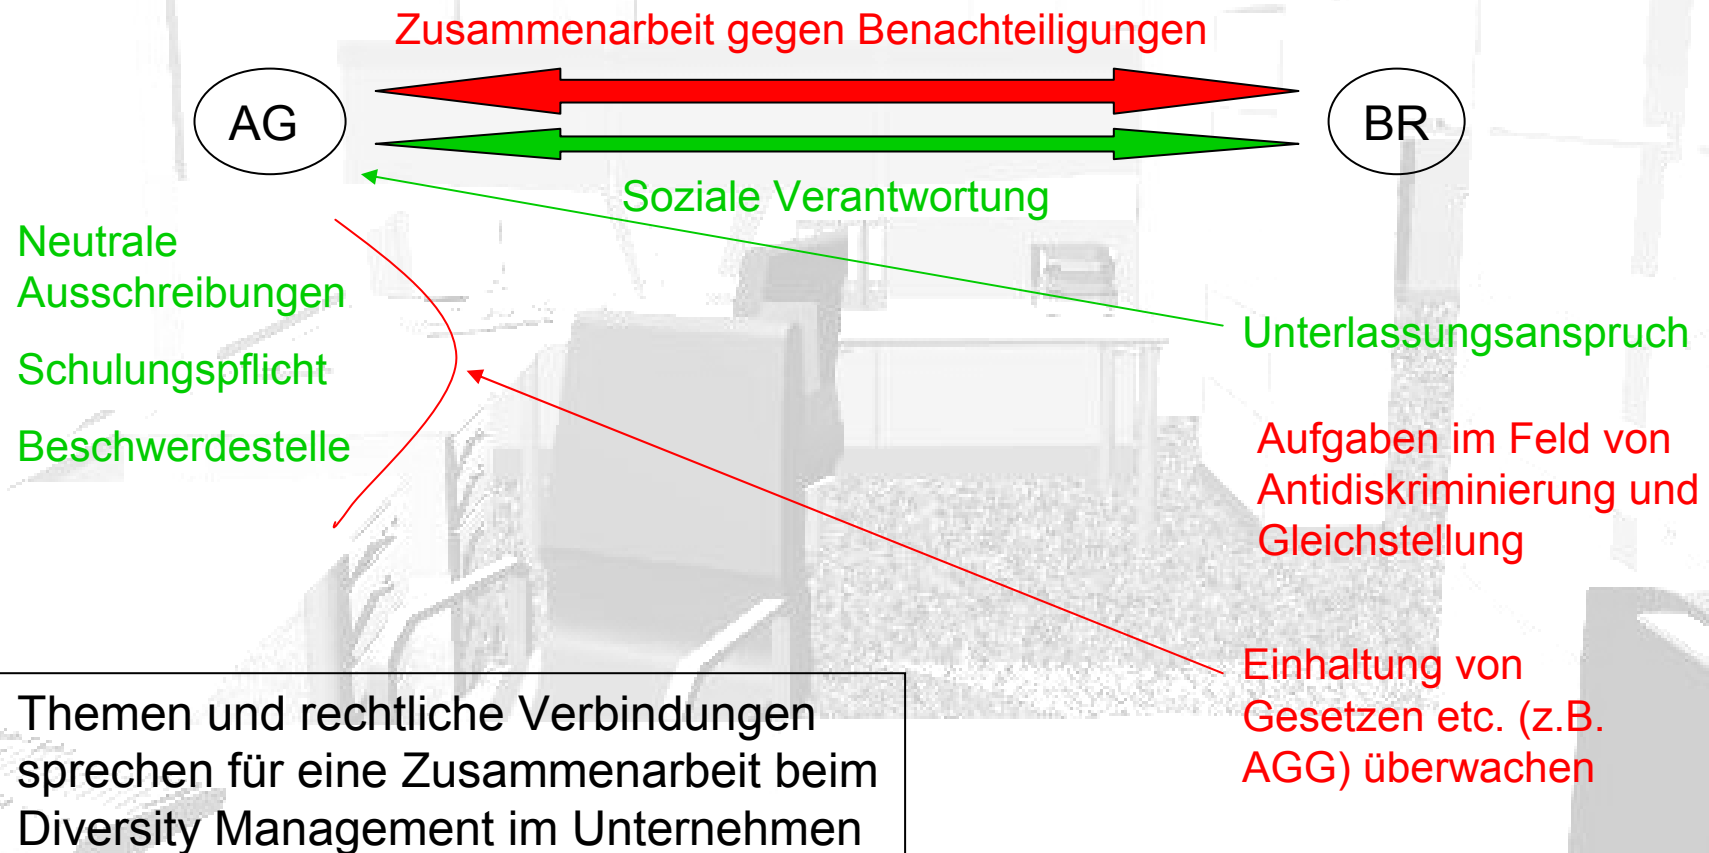 Zusammenarbeit gegen Benachteiligungen
AG
BR
Soziale Verantwortung
Neutrale
Ausschreibungen
Schulungspflicht
Beschwerdestelle
Unterlassungsanspruch
Aufgaben im Feld von
Antidiskriminierung und
Gleichstellung
Einhaltung von
Gesetzen etc. (z.B.
AGG) überwachen
Themen und rechtliche Verbindungen
sprechen für eine Zusammenarbeit beim
Diversity Management im Unternehmen